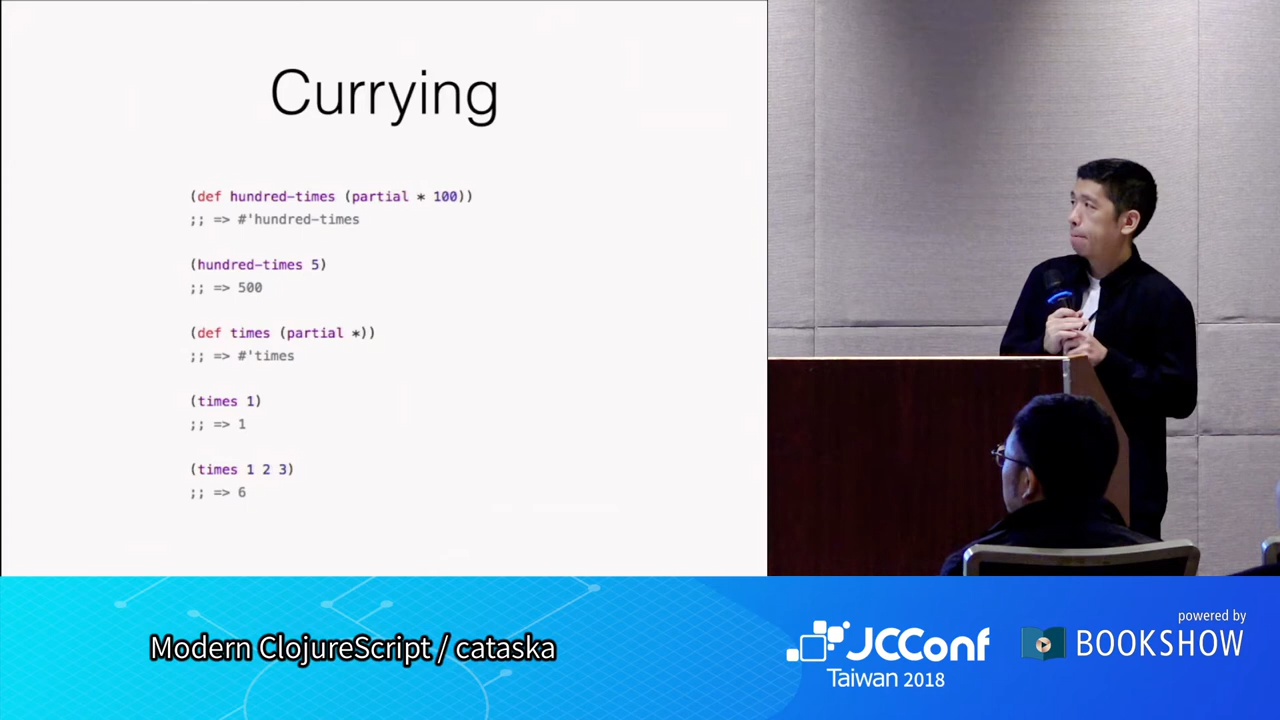 Currying
(def hundred-times (partial * 100))
;; => #'hundred-times
(hundred-times 5)
;; => 500
(def times (partial *))
;; => #'times
(times 1)
;; => 1
(times 1 2 3)
;; => 6
Modern ClojureScript / cataska
JCConf
Taiwan 2018
powered by
BOOKSHOW